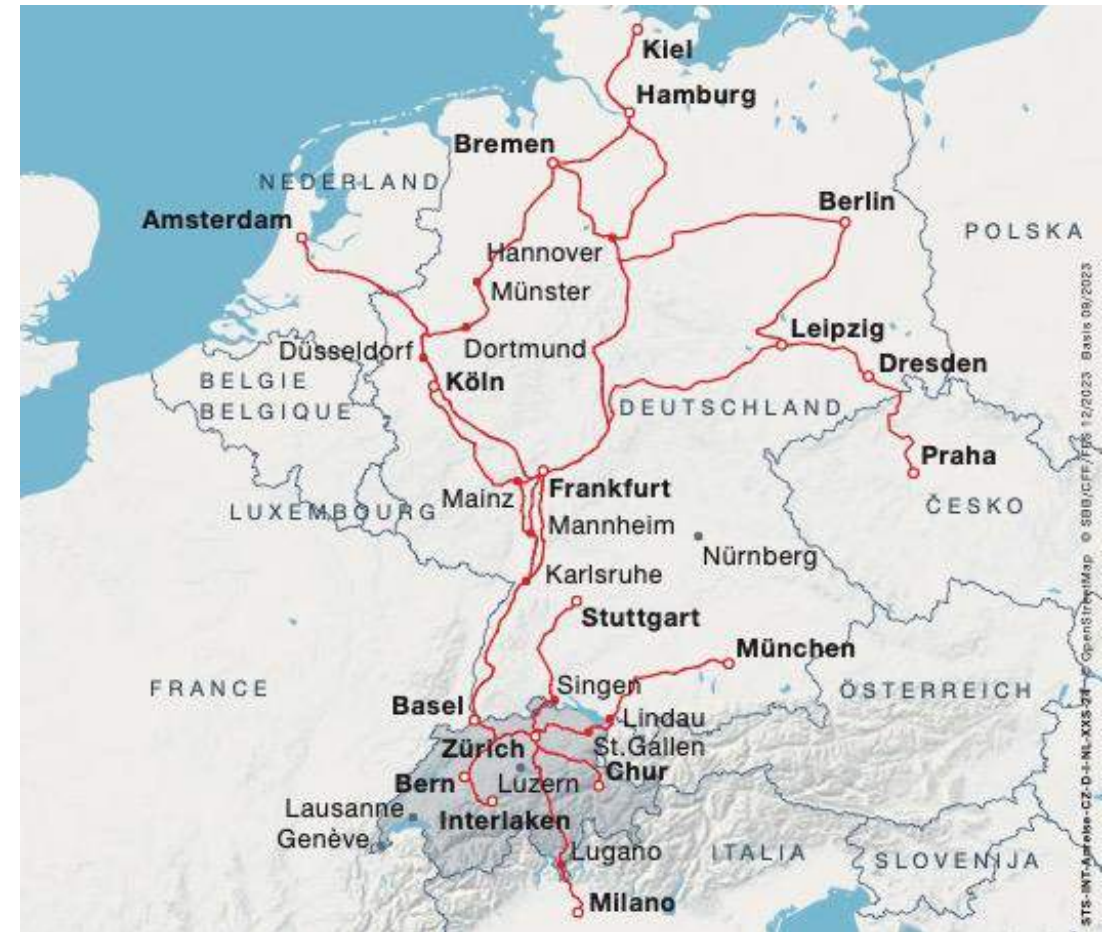 Kiel
Hamburg
Bremen
NEDERLAND
Amsterdam
Berlin
POLSKA
Hannover
Münster
Leipzig
Düsseldorf
Dortmund
Dresden
BELGIE
Köln
BELGIQUE
DEUTSCHLAND
Praha
Mainz
Frankfurt
LUXEMBOURG
ČESKO
Mannheim
Nürnberg
Karlsruhe
Stuttgart
München
FRANCE
Singen
ÖSTERREICH
Basel
Lindau
Zürich
St.Gallen
Bern
Luzern
Chur
Lausanne
Interlaken
Genève
Lugano
ITALIA
SLOVENIJA
Milano
© OpenStreetMap © SBB/CFF/FFS 12/2023 Basis 09/2023